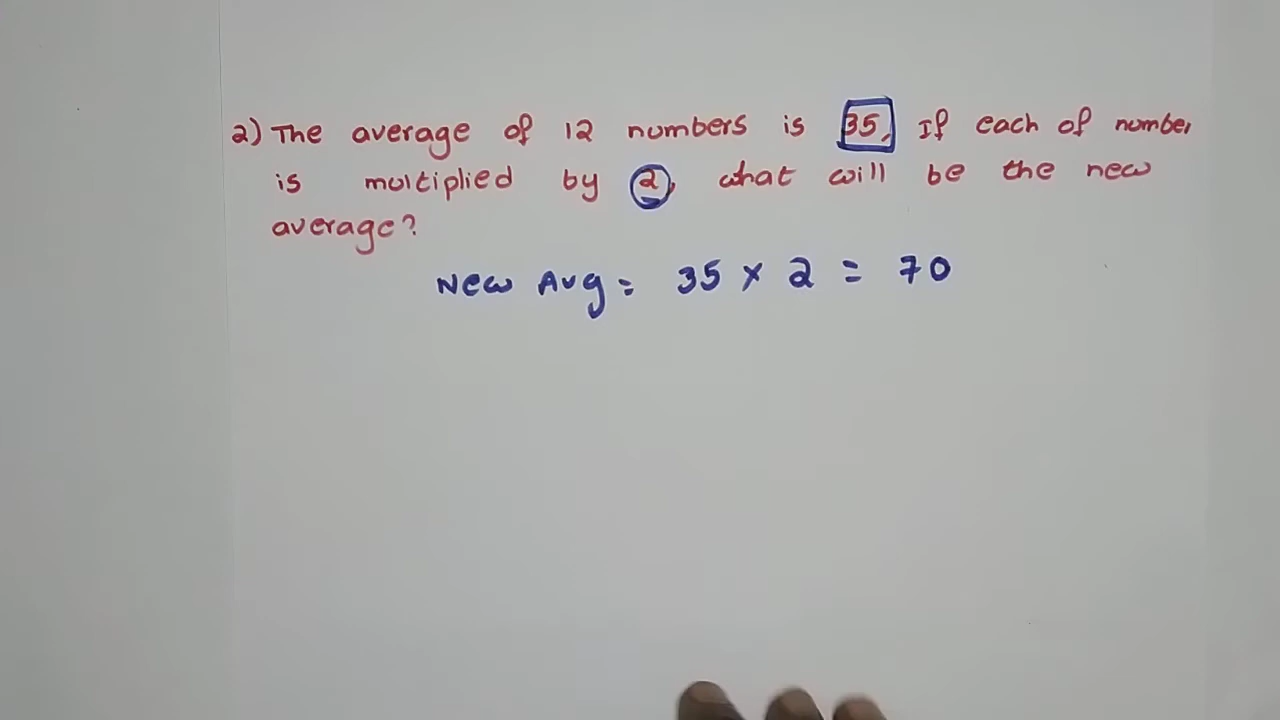 2) The average of 12 numbers is 35, If each of number
is multiplied by 2, what will be the new
average?
New Avg = 35 × 2 = 70